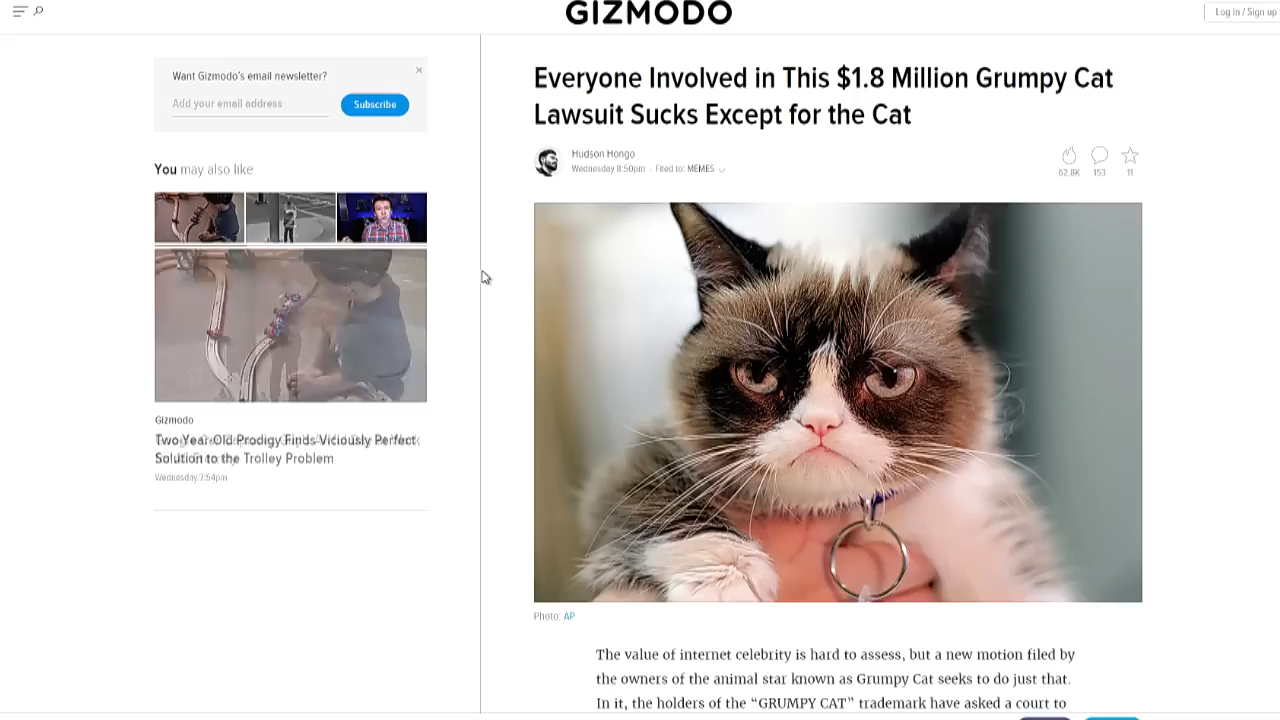 GIZMODO
Log in / Sign up
Want Gizmodo's email newsletter?
Add your email address
Subscribe
You may also like
Gizmodo
Two-Year-Old Prodigy Finds Viciously Perfect
Solution to the Trolley Problem
Wednesday 7:54pm
Everyone Involved in This $1.8 Million Grumpy Cat
Lawsuit Sucks Except for the Cat
Hudson Hongo
Wednesday 8:50pm · Filed to: MEMES
62.8K 153 11
Photo: AP
The value of internet celebrity is hard to assess, but a new motion filed by
the owners of the animal star known as Grumpy Cat seeks to do just that.
In it, the holders of the “GRUMPY CAT” trademark have asked a court to